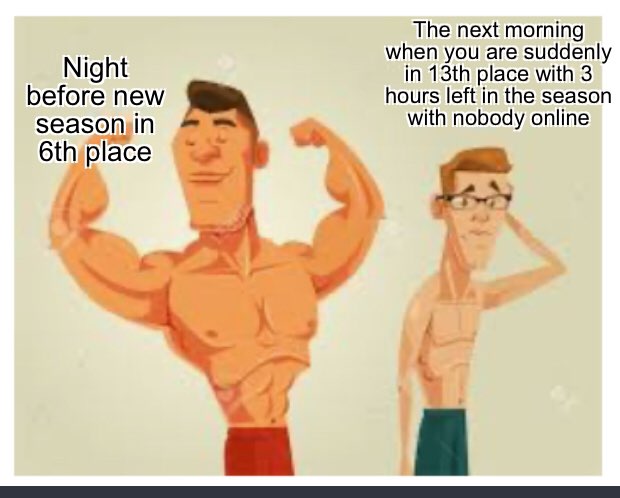 Night
before new
season in
6th place
The next morning
when you are suddenly
in 13th place with 3
hours left in the season
with nobody online